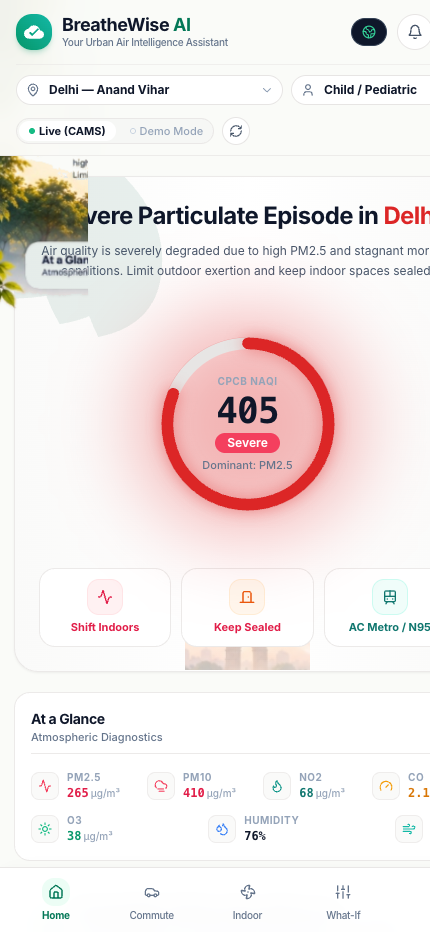 BreatheWise AI
Your Urban Air Intelligence Assistant
Delhi — Anand Vihar
Child / Pediatric
Live (CAMS)
Demo Mode
vere Particulate Episode in Delh
Air quality is severely degraded due to high PM2.5 and stagnant mor
conditions. Limit outdoor exertion and keep indoor spaces sealed
At a Glan
CPCB NAQI
405
Severe
Dominant: PM2.5
Shift Indoors
Keep Sealed
AC Metro / N95
At a Glance
Atmospheric Diagnostics
PM2.5
265 µg/m³
PM10
410 µg/m³
NO2
68 µg/m³
CO
2.1
O3
38 µg/m³
HUMIDITY
76%
Home
Commute
Indoor
What-If